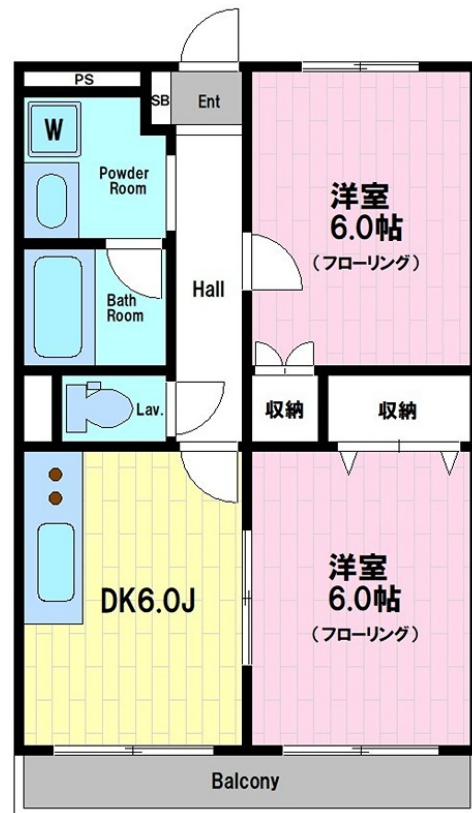 PS
SB
Ent
W
Powder
Room
洋室
6.0帖
(フローリング)
Hall
Bath
Room
Lav.
収納
収納
DK6.0J
洋室
6.0帖
(フローリング)
Balcony